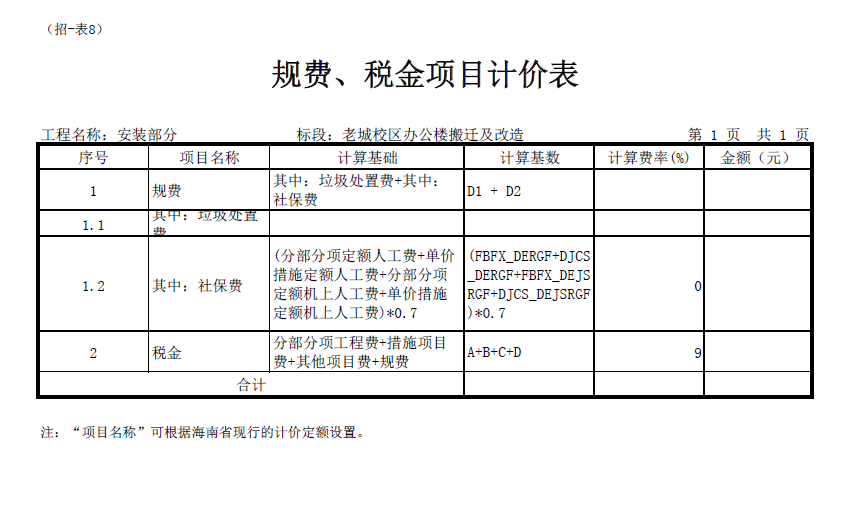 （招-表8）
规费、税金项目计价表
工程名称：安装部分 标段：老城校区办公楼搬迁及改造 第 1 页 共 1 页
序号 项目名称 计算基础 计算基数 计算费率(%) 金额（元）
1 规费 其中：垃圾处置费+其中：
社保费 D1 + D2
1.1 其中：垃圾处置
费
1.2 其中：社保费 (分部分项定额人工费+单价
措施定额人工费+分部分项
定额机上人工费+单价措施
定额机上人工费)*0.7 (FBFX_DERGF+DJCS
_DERGF+FBFX_DEJS
RGF+DJCS_DEJSRGF
)*0.7 0
2 税金 分部分项工程费+措施项目
费+其他项目费+规费 A+B+C+D 9
合计
注：“项目名称”可根据海南省现行的计价定额设置。